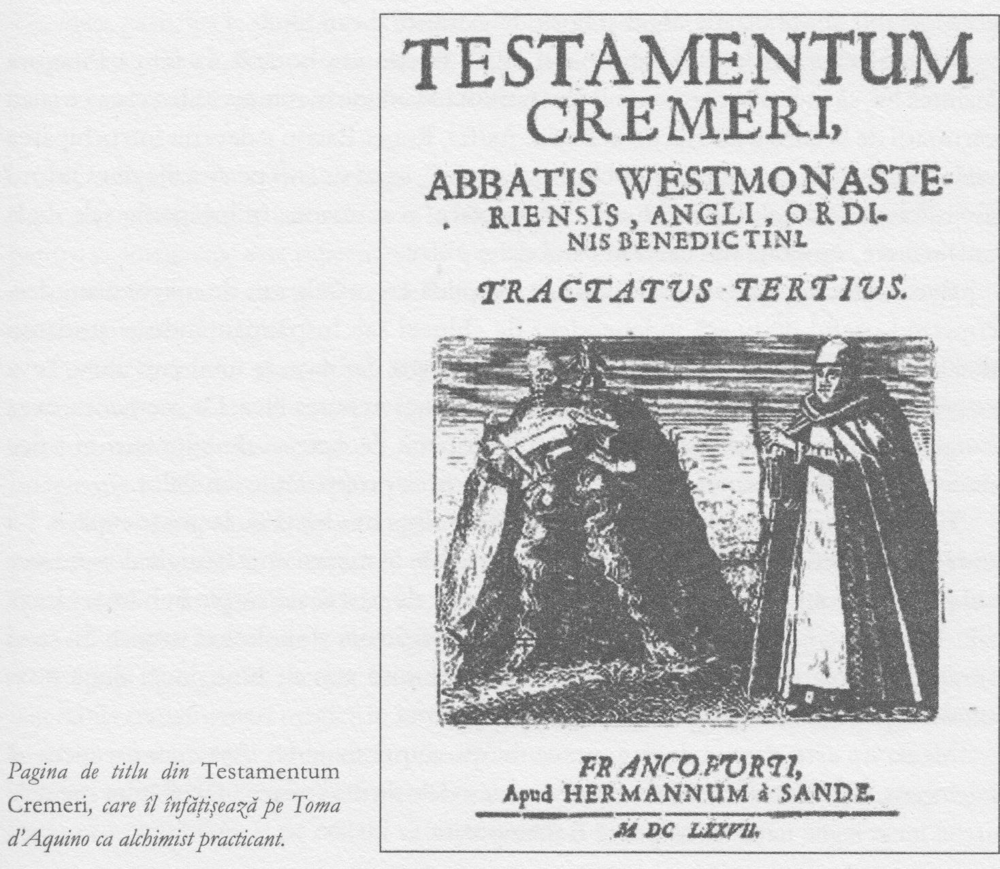 TESTAMENTUM
CREMERI,
ABBATIS WESTMONASTE-
RIENSIS, ANGLI, ORDI-
NIS BENEDICTINI.
TRACTATUS TERTIUS.
FRANCOFURTI,
Apud HERMANNUM à SANDE.
M DC LXXVII.
Pagina de titlu din Testamentum
Cremeri, care îl înfățișează pe Toma
d'Aquino ca alchimist practicant.